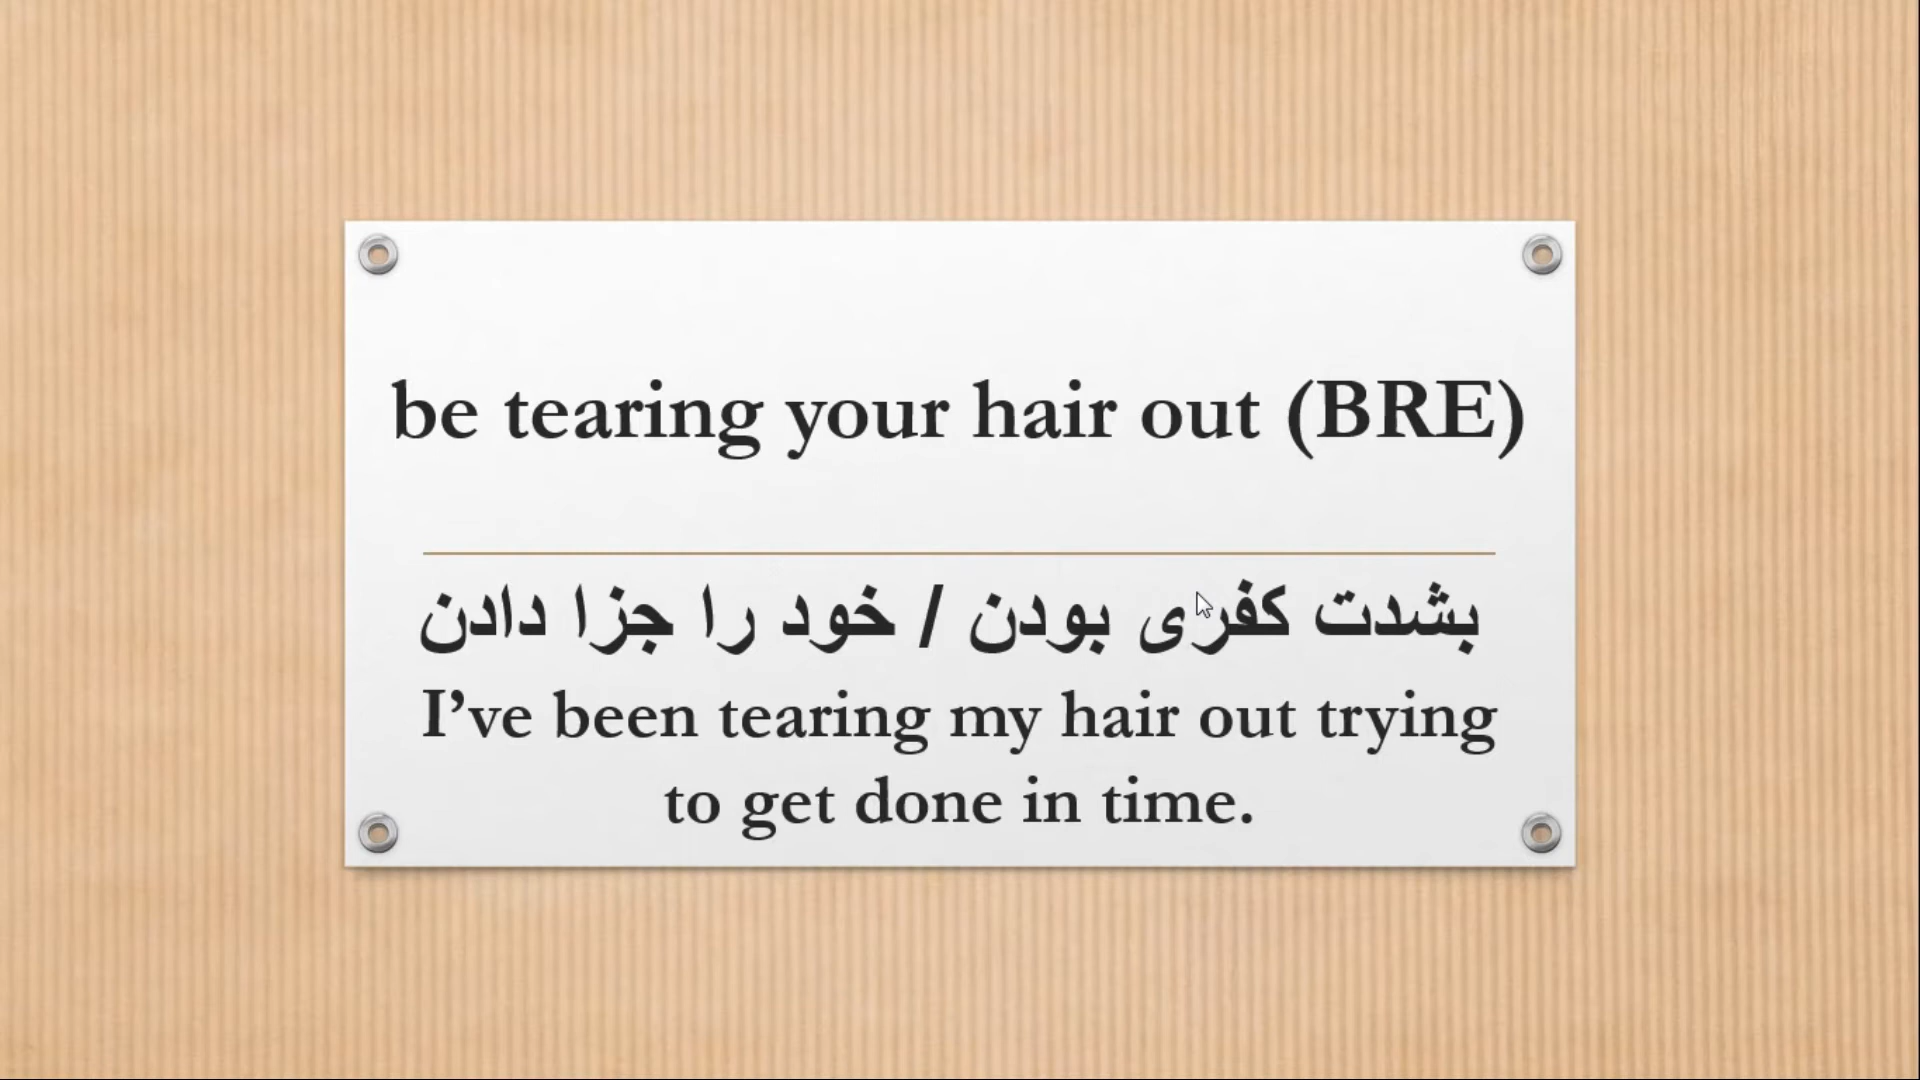 be tearing your hair out (BRE)
بشدت کفری بودن / خود را جزا دادن
I’ve been tearing my hair out trying
to get done in time.